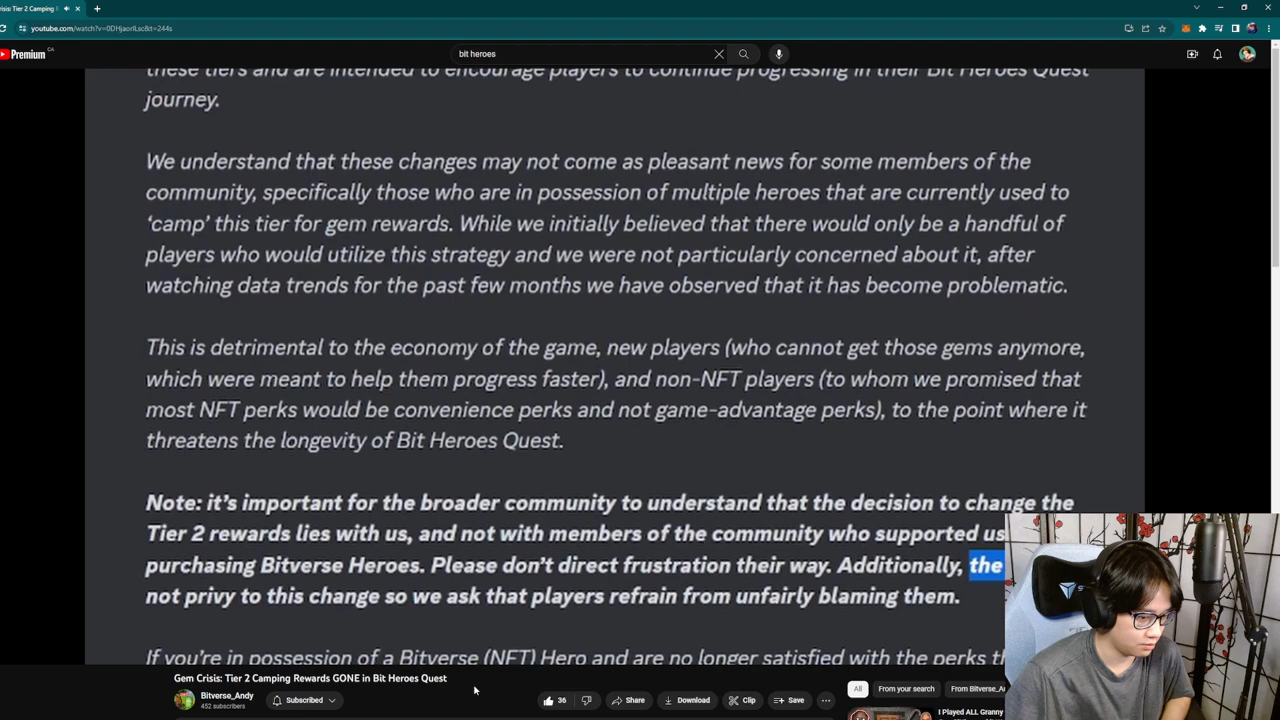 crisis: Tier 2 Camping
youtube.com/watch?v=0DHjaorlLsc&t=244s
Premium CA
bit heroes
these tiers and are intended to encourage players to continue progressing in their Bit Heroes Quest
journey.
We understand that these changes may not come as pleasant news for some members of the
community, specifically those who are in possession of multiple heroes that are currently used to
‘camp’ this tier for gem rewards. While we initially believed that there would only be a handful of
players who would utilize this strategy and we were not particularly concerned about it, after
watching data trends for the past few months we have observed that it has become problematic.
This is detrimental to the economy of the game, new players (who cannot get those gems anymore,
which were meant to help them progress faster), and non-NFT players (to whom we promised that
most NFT perks would be convenience perks and not game-advantage perks), to the point where it
threatens the longevity of Bit Heroes Quest.
Note: it’s important for the broader community to understand that the decision to change the
Tier 2 rewards lies with us, and not with members of the community who supported us
purchasing Bitverse Heroes. Please don’t direct frustration their way. Additionally, the
not privy to this change so we ask that players refrain from unfairly blaming them.
If you’re in possession of a Bitverse (NFT) Hero and are no longer satisfied with the perks
Gem Crisis: Tier 2 Camping Rewards GONE in Bit Heroes Quest
Bitverse_Andy
452 subscribers
Subscribed
36
Share
Download
Clip
Save
All
From your search
From Bitverse_An
I Played ALL Granny